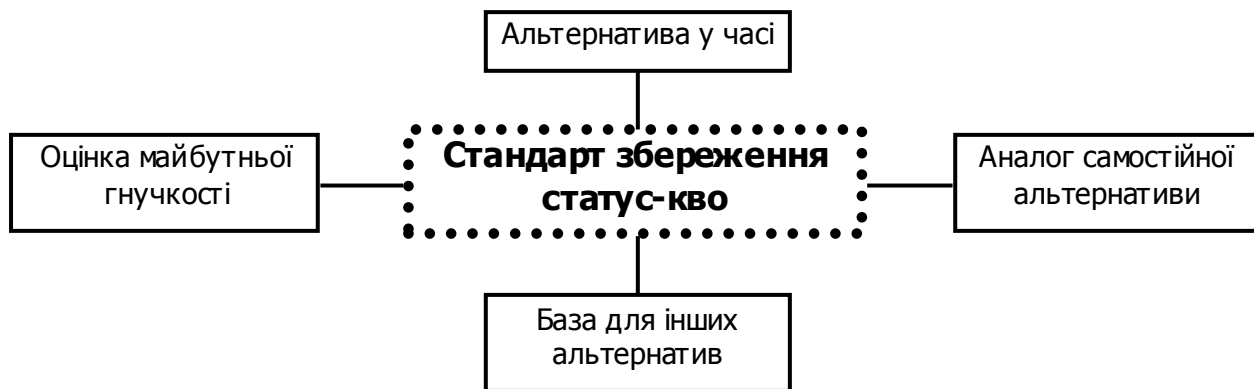 Альтернатива у часі
Оцінка майбутньої
гнучкості
Стандарт збереження
статус-кво
Аналог самостійної
альтернативи
База для інших
альтернатив